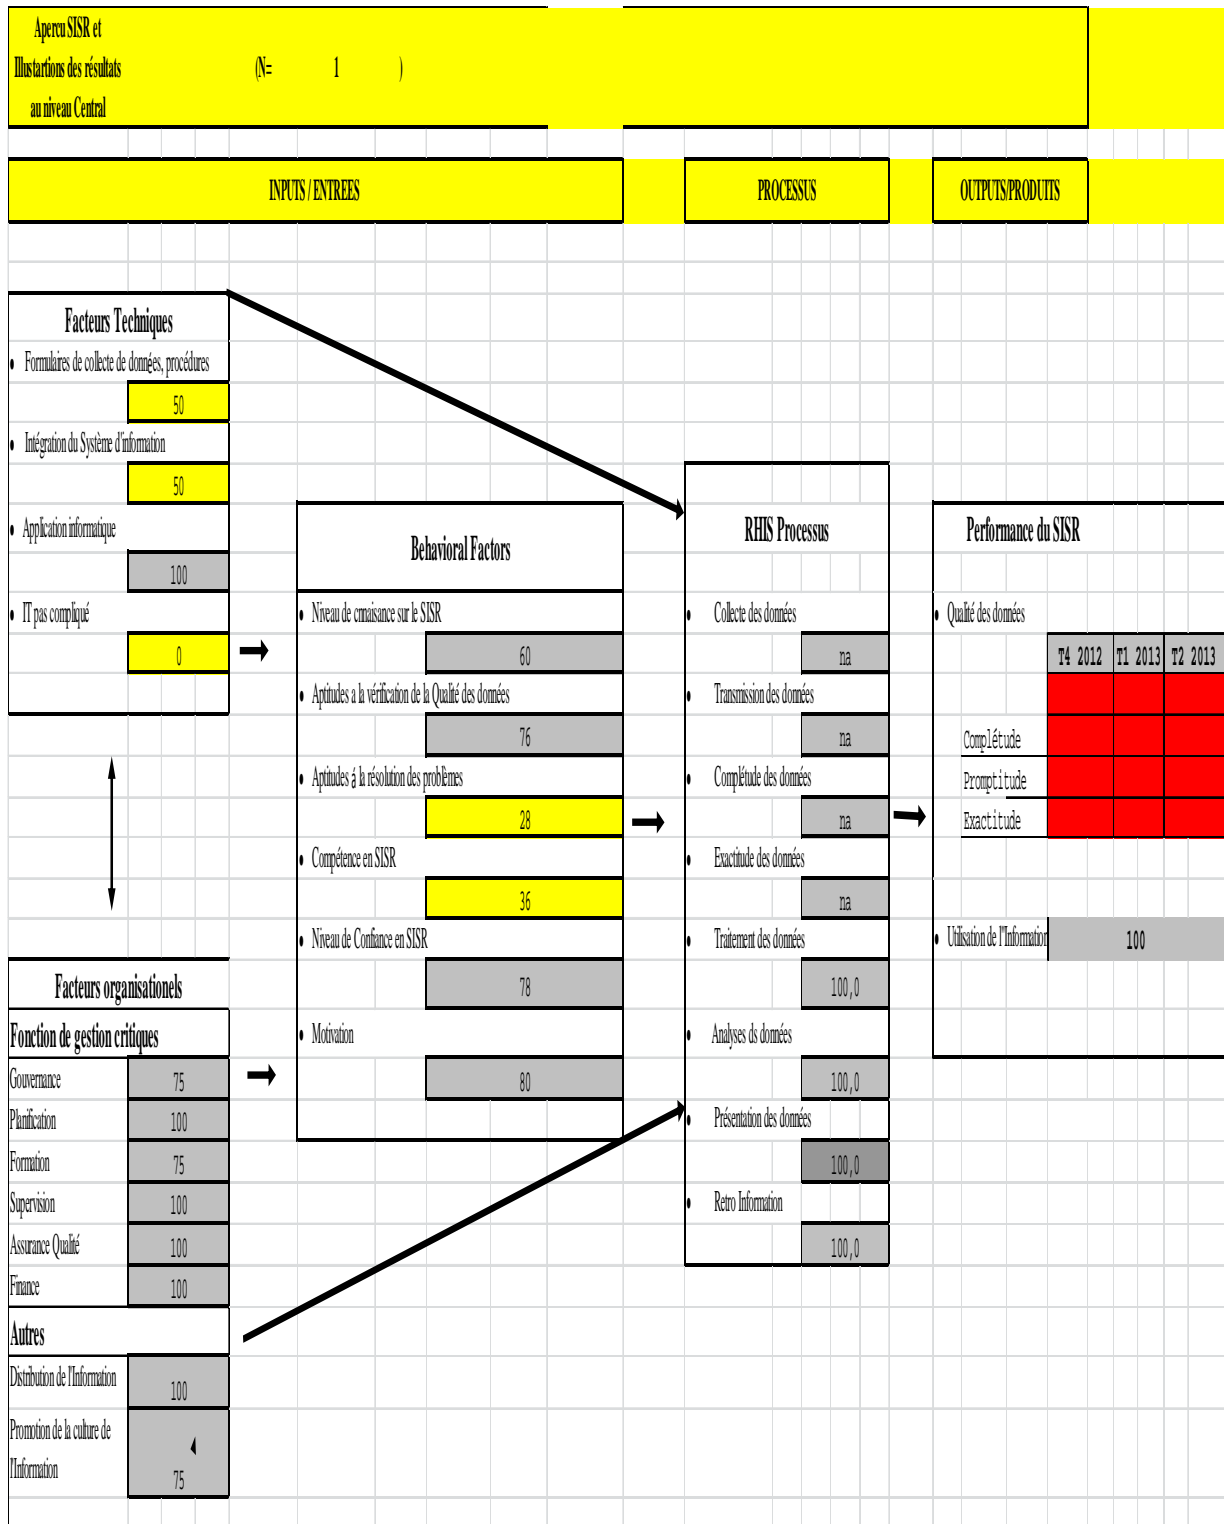 Apercu SISR et
Illustartions des résultats
(N= 1 )
au niveau Central
INPUTS / ENTREES
PROCESSUS
OUTPUTS/PRODUITS
Facteurs Techniques
• Formulaires de collecte de données, procédures
50
• Intégration du Système d'information
50
• Application informatique
100
• IT pas compliqué
0
Facteurs organisationels
Fonction de gestion critiques
Gouvernance 75
Planification 100
Formation 75
Supervision 100
Assurance Qualité 100
Finance 100
Autres
Distribution de l'Information 100
Promotion de la culture de
l'Information 75
Behavioral Factors
• Niveau de cnnaisance sur le SISR
60
• Aptitudes a la vérification de la Qualité des données
76
• Aptitudes á la résolution des problèmes
28
• Compétence en SISR
36
• Niveau de Confiance en SISR
78
• Motivation
80
RHIS Processus
• Collecte des données
na
• Transmission des données
na
• Complétude des données
na
• Exactitude des données
na
• Traitement des données
100,0
• Analyses ds données
100,0
• Présentation des données
100,0
• Retro Information
100,0
Performance du SISR
• Qualité des données
T4 2012 T1 2013 T2 2013
Complétude
Promptitude
Exactitude
• Utilisation de l''Information 100